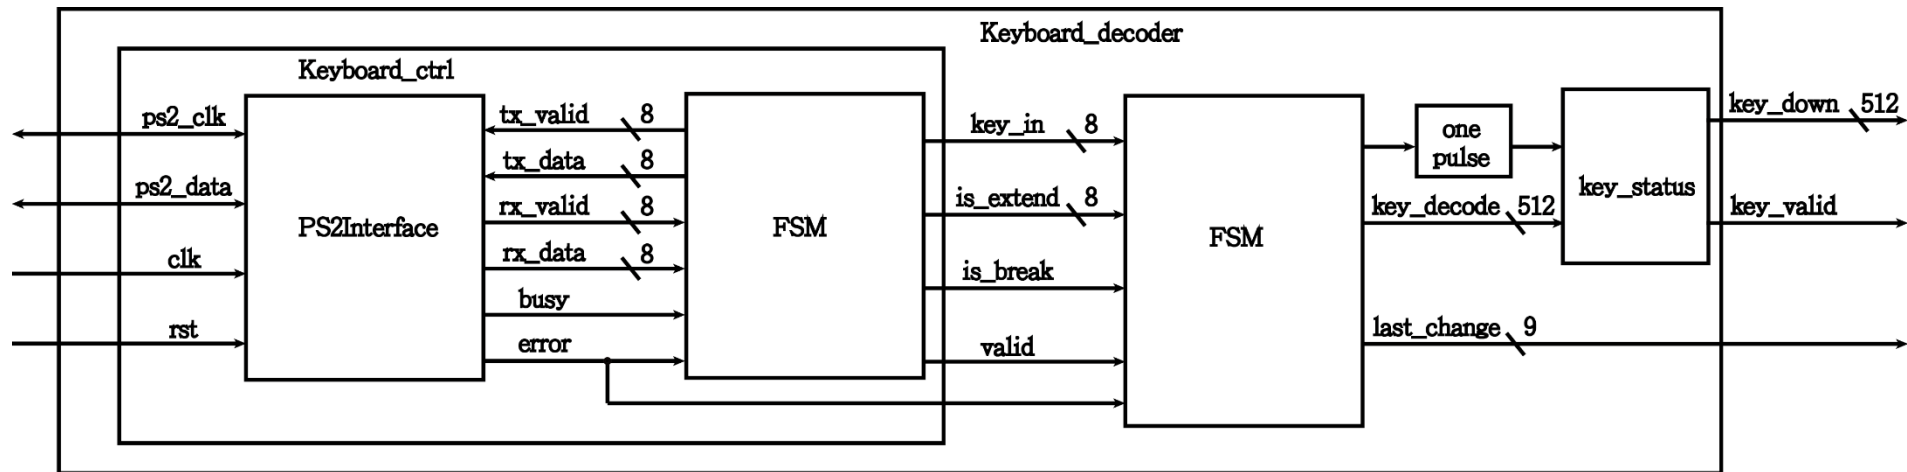 Keyboard_decoder
Keyboard_ctrl
ps2_clk
ps2_data
clk
rst
PS2Interface
tx_valid 8
tx_data 8
rx_valid 8
rx_data 8
busy
error
FSM
key_in 8
is_extend 8
is_break
valid
FSM
one
pulse
key_decode 512
last_change 9
key_status
key_down 512
key_valid